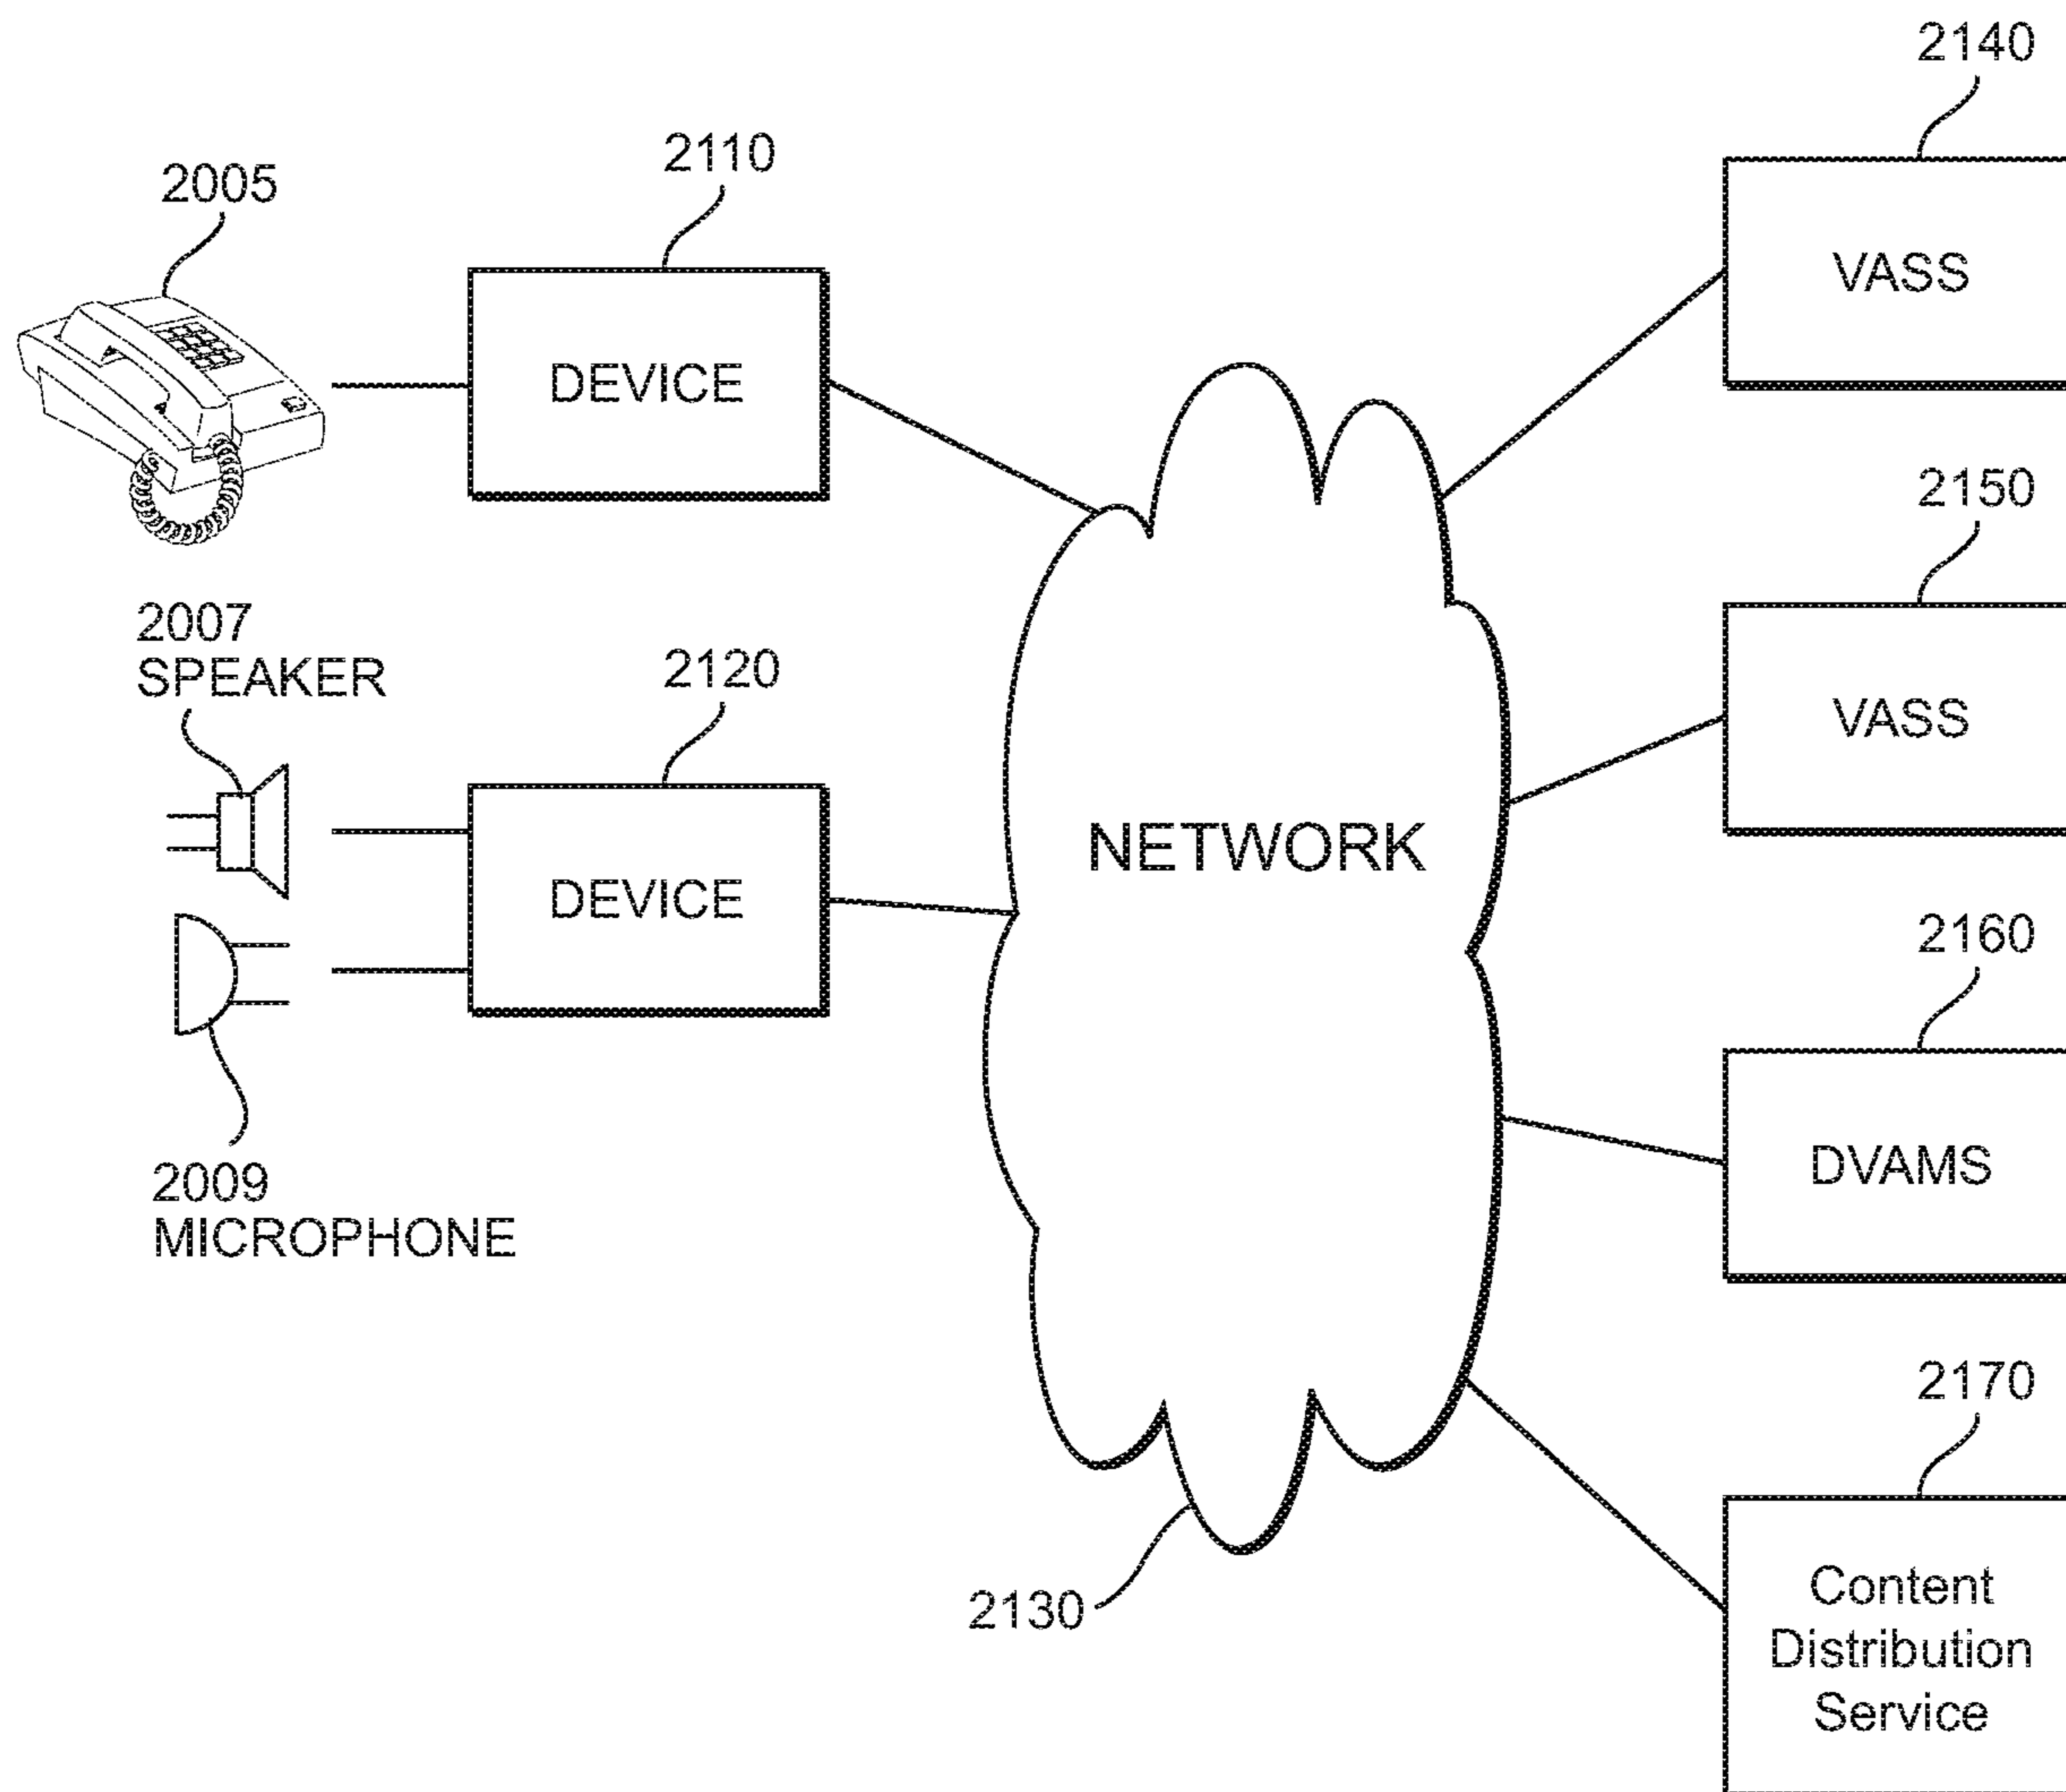 2140
2110
2005
VASS
DEVICE
2150
2007
SPEAKER
2120
VASS
NETWORK
DEVICE
2160
2009
MICROPHONE
DVAMS
2170
2130
Content
Distribution
Service